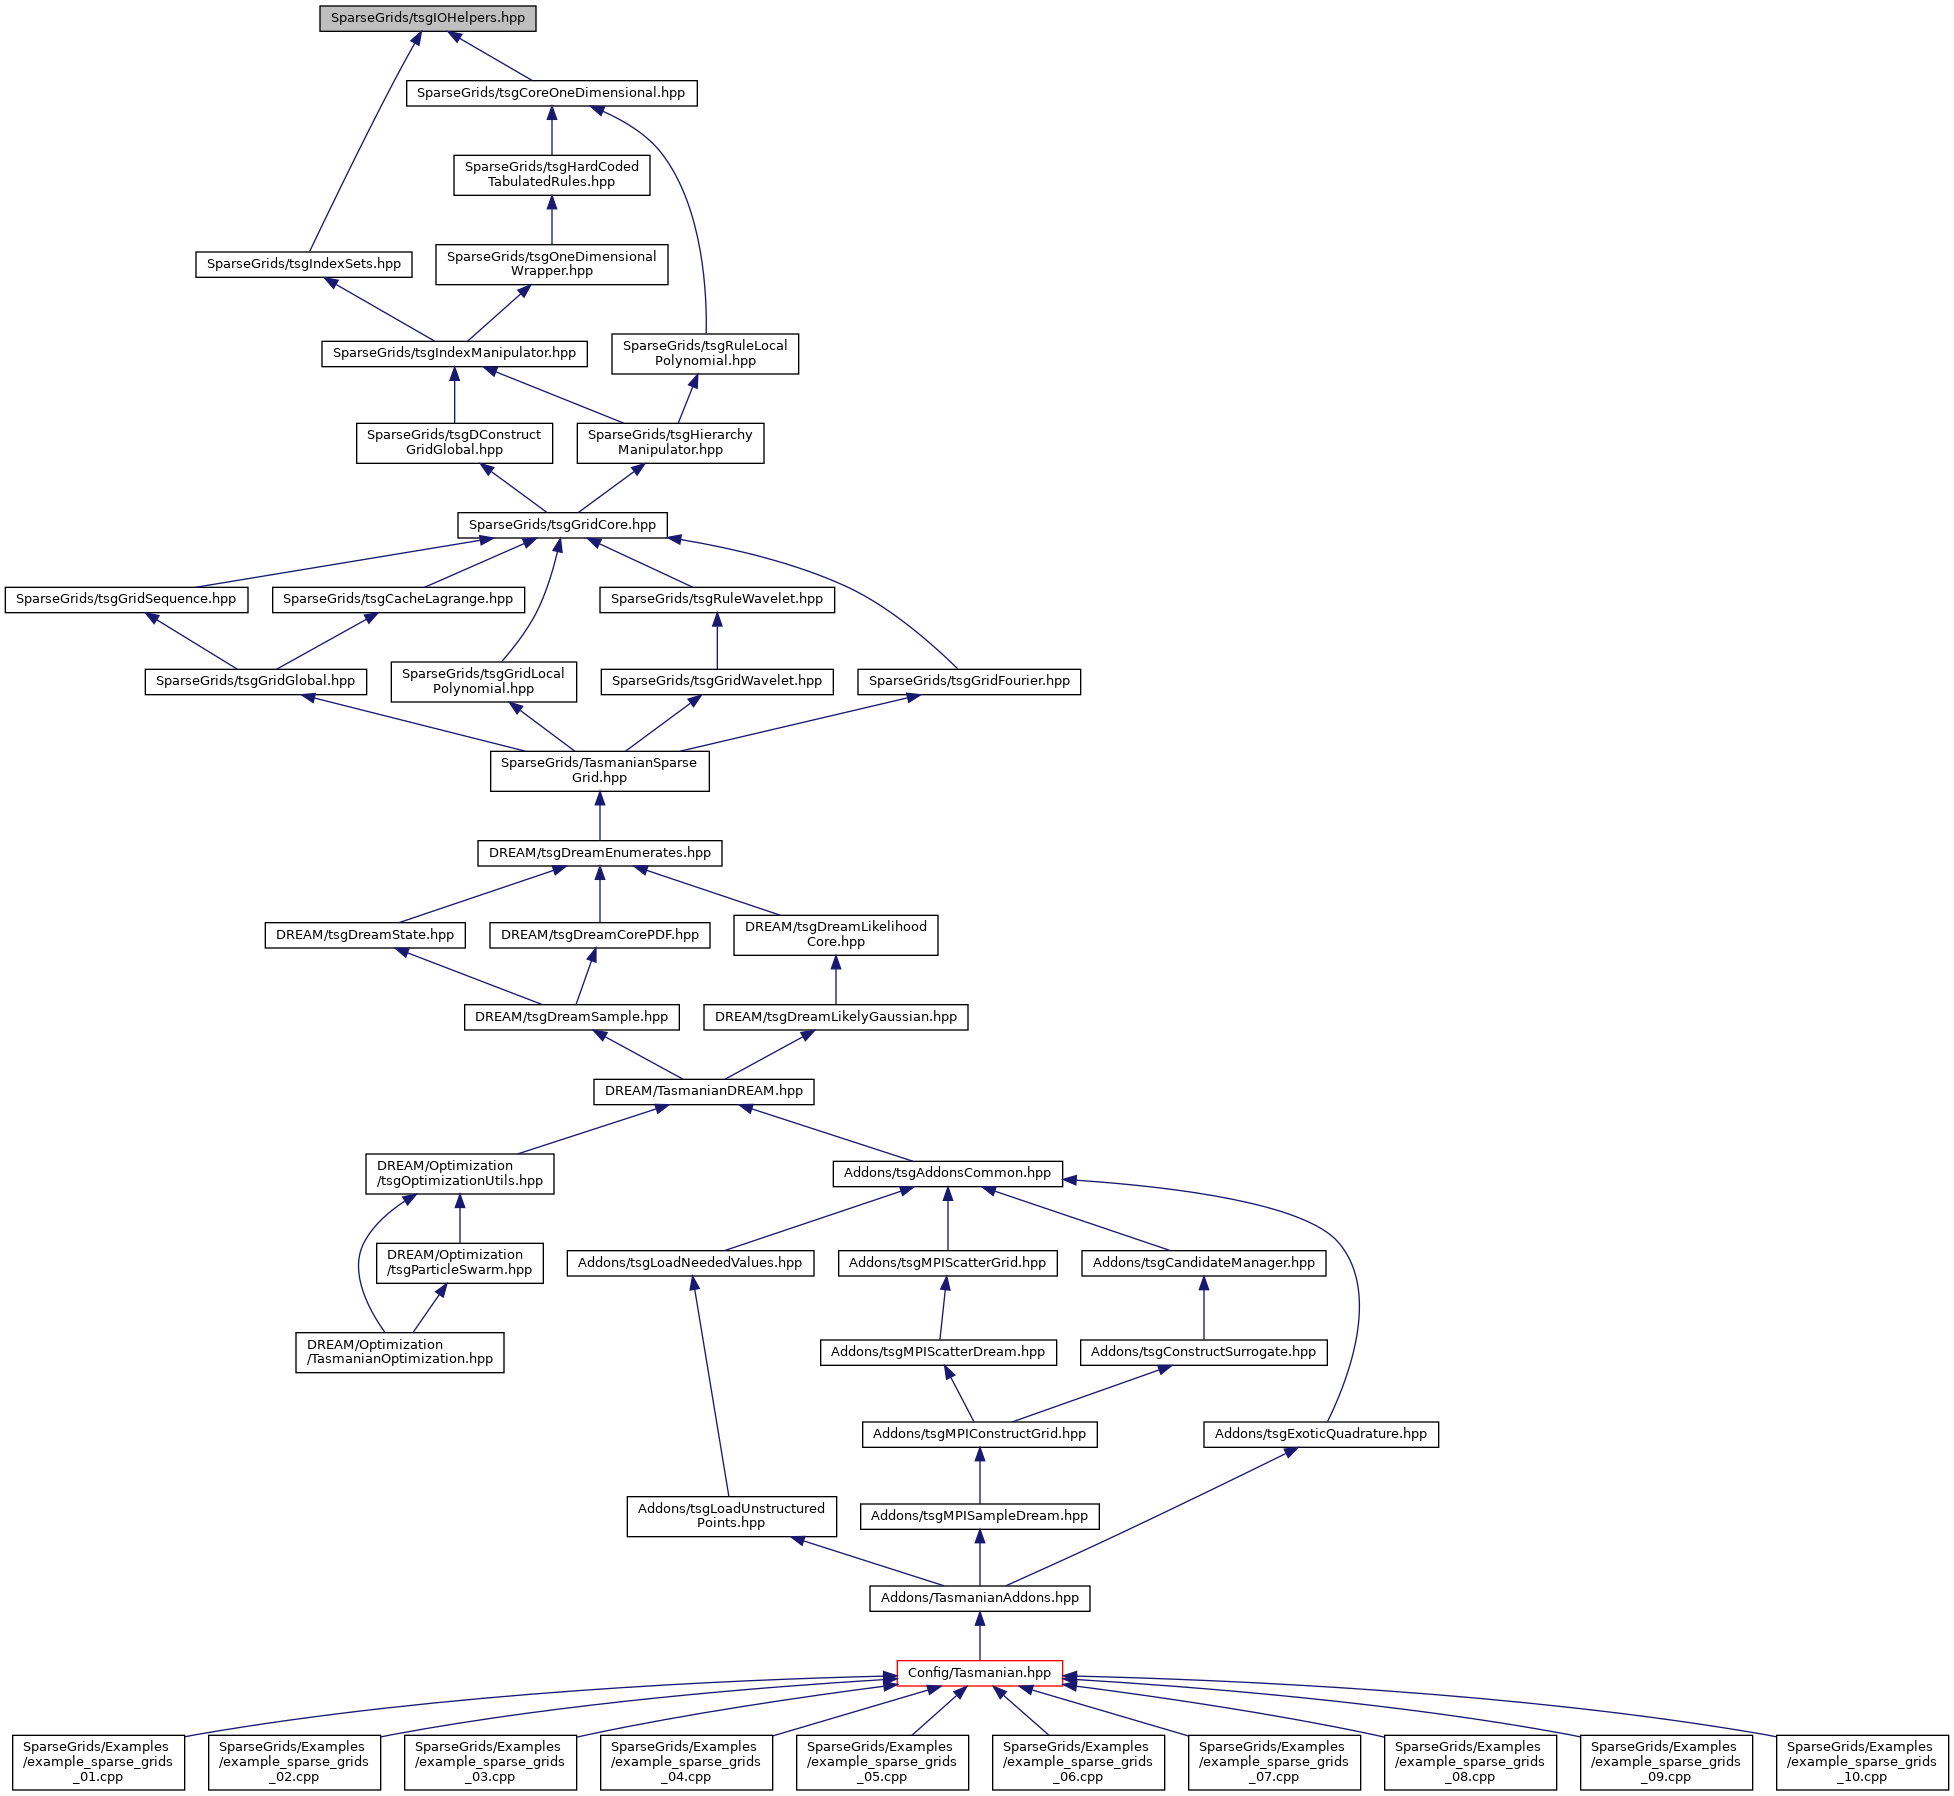 SparseGrids/tsgIOHelpers.hpp
SparseGrids/tsgCoreOneDimensional.hpp
SparseGrids/tsgHardCoded
TabulatedRules.hpp
SparseGrids/tsgIndexSets.hpp
SparseGrids/tsgOneDimensional
Wrapper.hpp
SparseGrids/tsgIndexManipulator.hpp
SparseGrids/tsgRuleLocal
Polynomial.hpp
SparseGrids/tsgDConstruct
GridGlobal.hpp
SparseGrids/tsgHierarchy
Manipulator.hpp
SparseGrids/tsgGridCore.hpp
SparseGrids/tsgGridSequence.hpp
SparseGrids/tsgCacheLagrange.hpp
SparseGrids/tsgRuleWavelet.hpp
SparseGrids/tsgGridGlobal.hpp
SparseGrids/tsgGridLocal
Polynomial.hpp
SparseGrids/tsgGridWavelet.hpp
SparseGrids/tsgGridFourier.hpp
SparseGrids/TasmanianSparse
Grid.hpp
DREAM/tsgDreamEnumerates.hpp
DREAM/tsgDreamState.hpp
DREAM/tsgDreamCorePDF.hpp
DREAM/tsgDreamLikelihood
Core.hpp
DREAM/tsgDreamSample.hpp
DREAM/tsgDreamLikelyGaussian.hpp
DREAM/TasmanianDREAM.hpp
DREAM/Optimization
/tsgOptimizationUtils.hpp
Addons/tsgAddonsCommon.hpp
DREAM/Optimization
/tsgParticleSwarm.hpp
Addons/tsgLoadNeededValues.hpp
Addons/tsgMPIScatterGrid.hpp
Addons/tsgCandidateManager.hpp
DREAM/Optimization
/TasmanianOptimization.hpp
Addons/tsgMPIScatterDream.hpp
Addons/tsgConstructSurrogate.hpp
Addons/tsgMPIConstructGrid.hpp
Addons/tsgExoticQuadrature.hpp
Addons/tsgLoadUnstructured
Points.hpp
Addons/tsgMPISampleDream.hpp
Addons/TasmanianAddons.hpp
Config/Tasmanian.hpp
SparseGrids/Examples
/example_sparse_grids
_01.cpp
SparseGrids/Examples
/example_sparse_grids
_02.cpp
SparseGrids/Examples
/example_sparse_grids
_03.cpp
SparseGrids/Examples
/example_sparse_grids
_04.cpp
SparseGrids/Examples
/example_sparse_grids
_05.cpp
SparseGrids/Examples
/example_sparse_grids
_06.cpp
SparseGrids/Examples
/example_sparse_grids
_07.cpp
SparseGrids/Examples
/example_sparse_grids
_08.cpp
SparseGrids/Examples
/example_sparse_grids
_09.cpp
SparseGrids/Examples
/example_sparse_grids
_10.cpp